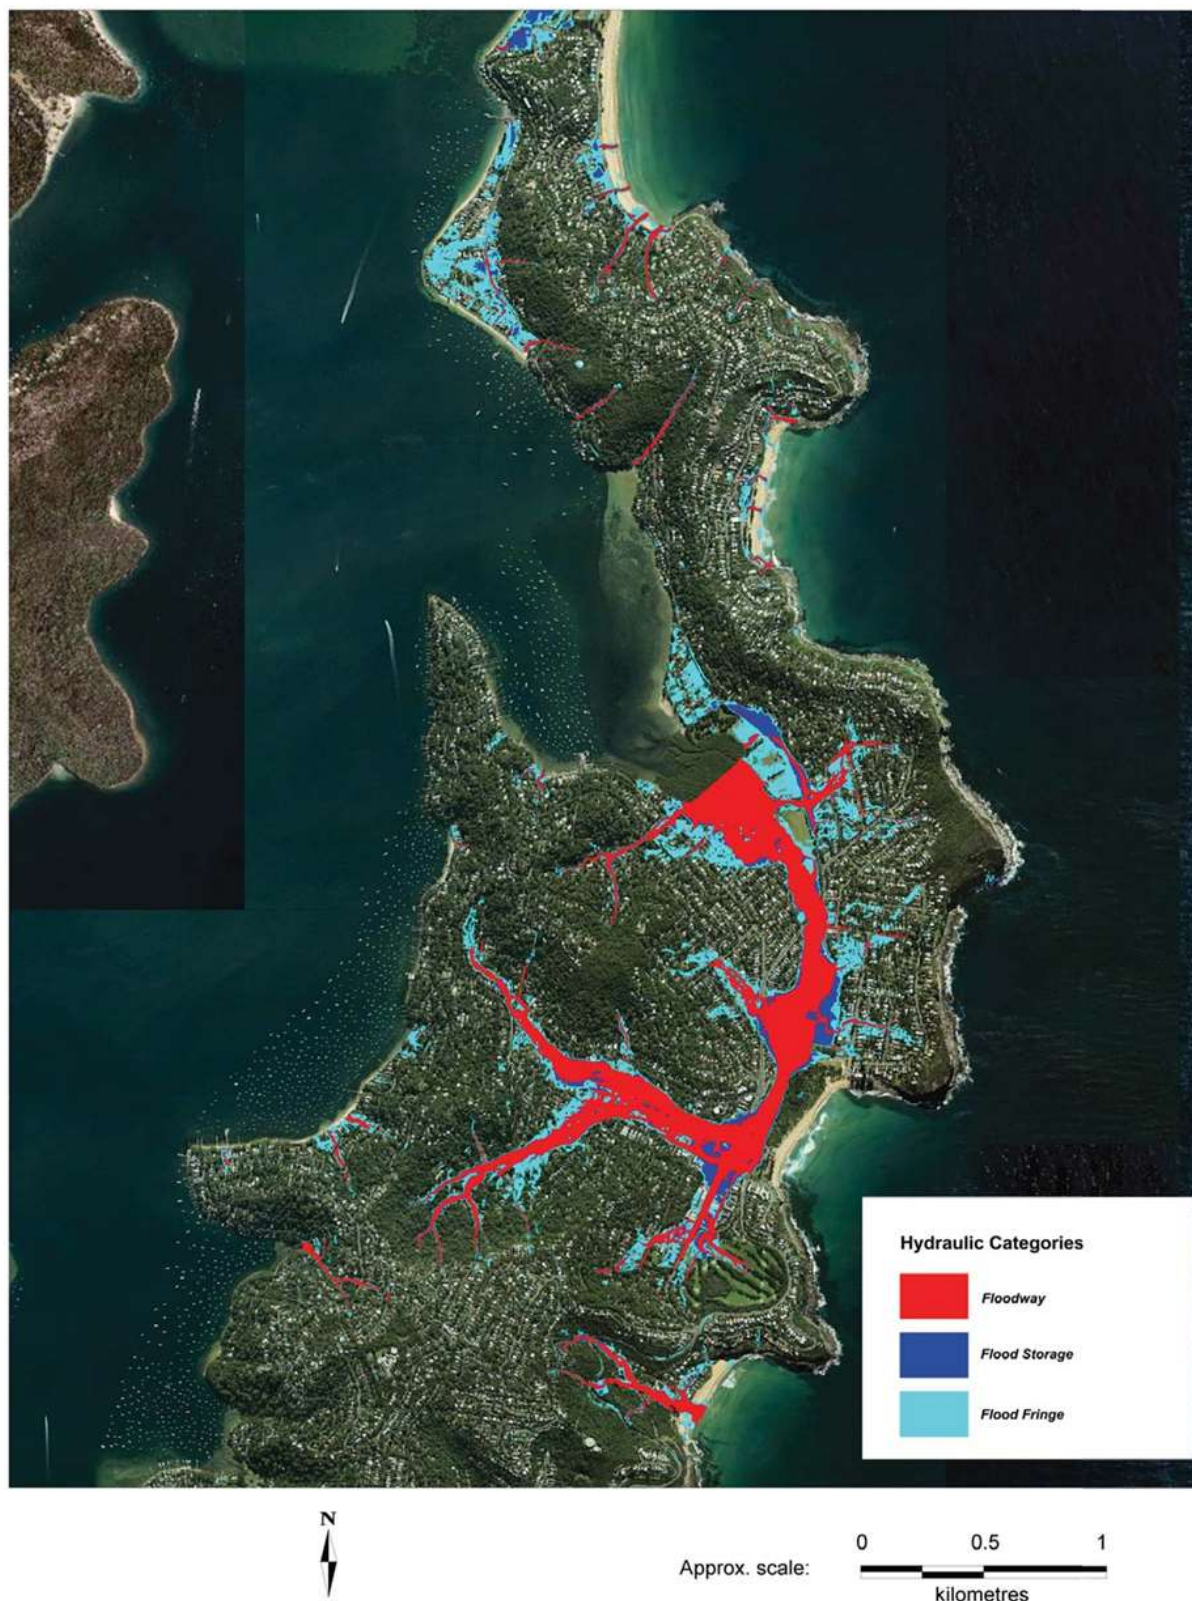 Hydraulic Categories
Floodway
Flood Storage
Flood Fringe
N
Approx. scale:
0 0.5 1
kilometres